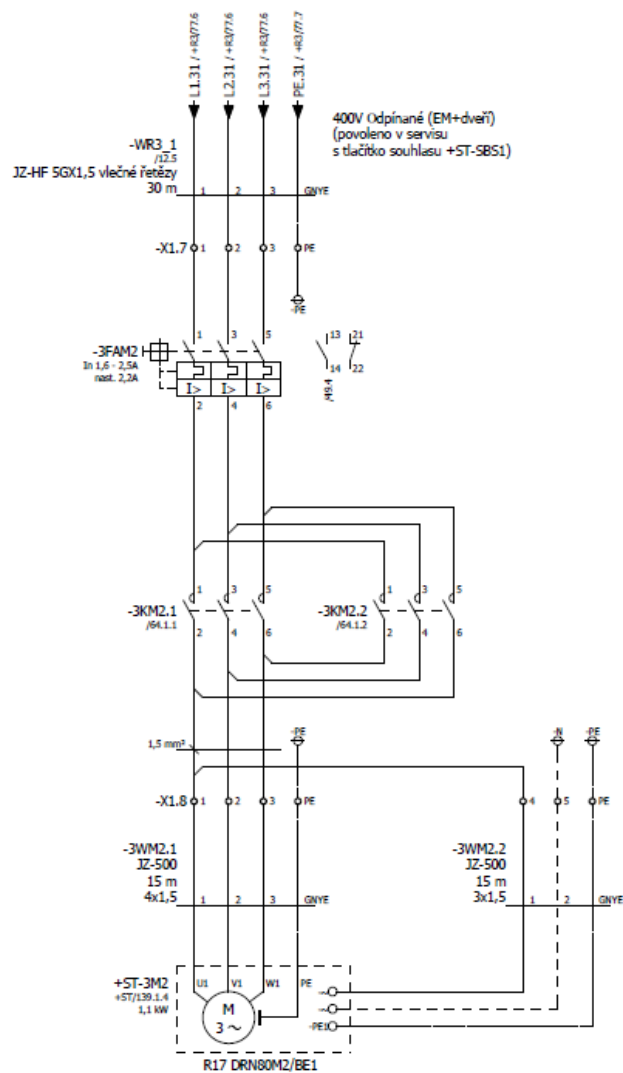 L1.31 / +R3/77.6
L2.31 / +R3/77.6
L3.31 / +R3/77.6
PE.31 / +R3/77.7
400V Odpínané (EM+dveří)
(povoleno v servisu
s tlačítko souhlasu +ST-SBS1)
-WR3_1
/12.5
JZ-HF 5GX1,5 vlečné řetězy
30 m
1 2 3 GNYE
-X1.7 1 2 3 PE
-PE
1 3 5 13 21
-3FAM2
In 1,6 - 2,5A
nast. 2,2A
I> I> I>
14 22
2 4 6
/49.4
1 3 5 1 3 5
-3KM2.1
/64.1.1
-3KM2.2
/64.1.2
2 4 6 2 4 6
-PE -N -PE
1,5 mm²
-X1.8 1 2 3 PE 4 5 PE
-3WM2.1
JZ-500
15 m
4x1,5
1 2 3 GNYE
-3WM2.2
JZ-500
15 m
3x1,5
1 2 GNYE
+ST-3M2
+ST/139.1.4
1,1 kW
U1 V1 W1 PE
M
3 ~
~
~
-PE1
R17 DRN80M2/BE1